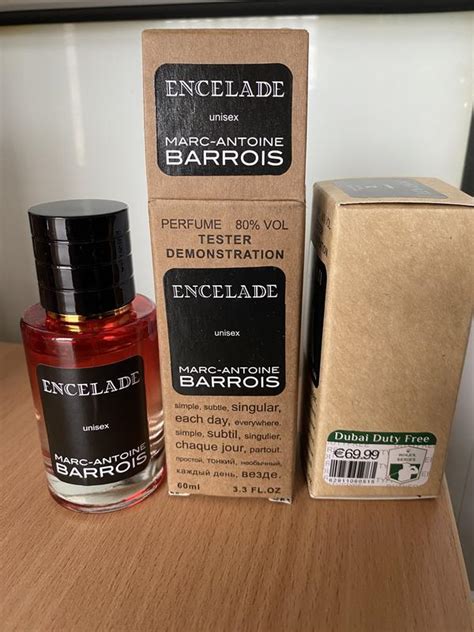 ENCELADE
unisex
MARC-ANTOINE
BARROIS
ENCELADE
unisex
MARC-ANTOINE
BARROIS
PERFUME 80% VOL
TESTER
DEMONSTRATION
ENCELADE
unisex
MARC-ANTOINE
BARROIS
simple, subtle, singular,
each day, everywhere.
simple, subtil, singulier,
chaque jour, partout.
простой, тонкий, необычный,
каждый день, везде.
60ml 3.3 FL.OZ
Dubai Duty Free
€69.99
ROLEX
SERIES